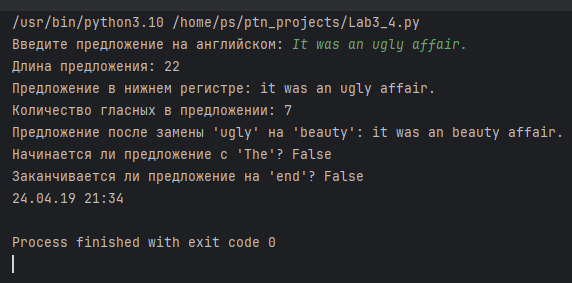 /usr/bin/python3.10 /home/ps/ptn_projects/Lab3_4.py
Введите предложение на английском: It was an ugly affair.
Длина предложения: 22
Предложение в нижнем регистре: it was an ugly affair.
Количество гласных в предложении: 7
Предложение после замены 'ugly' на 'beauty': it was an beauty affair.
Начинается ли предложение с 'The'? False
Заканчивается ли предложение на 'end'? False
24.04.19 21:34
Process finished with exit code 0